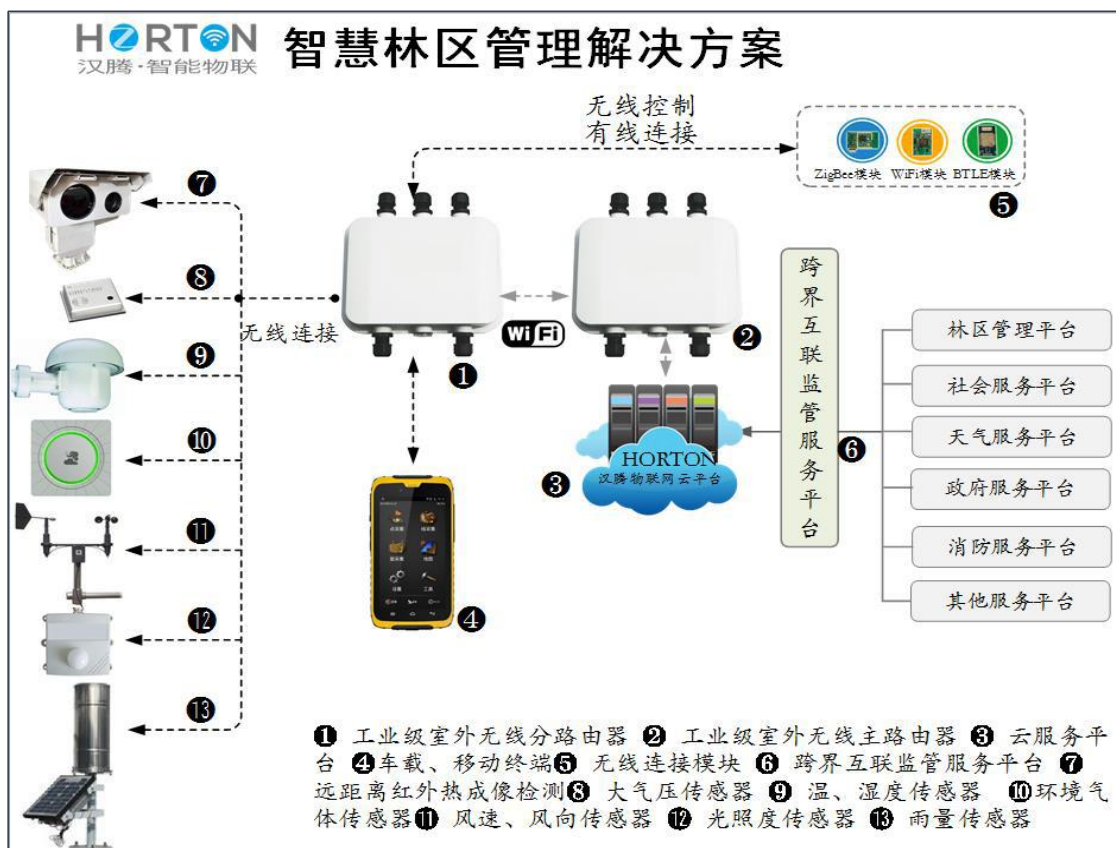 HORTON
汉腾·智能物联
智慧林区管理解决方案
无线控制
有线连接
ZigBee模块 WiFi模块 BTLE模块
❺
❼
❽
无线连接
❾
❿
⓫
⓬
⓭
❶
WiFi
❷
HORTON
汉腾物联网云平台
❸
❹
跨界互联监管服务平台
❻
林区管理平台
社会服务平台
天气服务平台
政府服务平台
消防服务平台
其他服务平台
❶ 工业级室外无线分路由器 ❷ 工业级室外无线主路由器 ❸ 云服务平
台 ❹车载、移动终端❺ 无线连接模块 ❻ 跨界互联监管服务平台 ❼
远距离红外热成像检测❽ 大气压传感器 ❾ 温、湿度传感器 ❿环境气
体传感器⓫ 风速、风向传感器 ⓬ 光照度传感器 ⓭ 雨量传感器